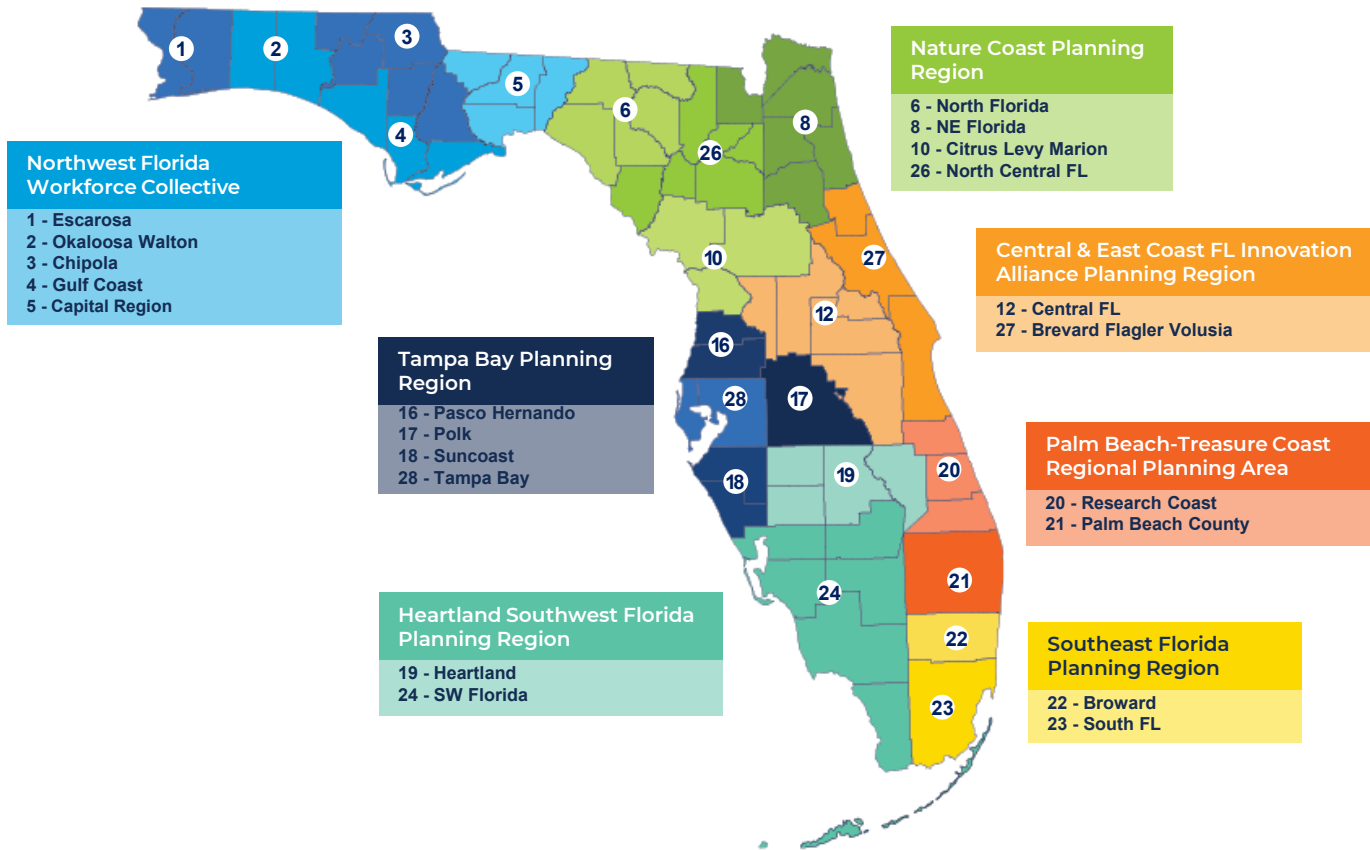 1
2
3
5
4
6
8
26
10
27
12
16
28
17
18
19
20
24
21
22
23
Northwest Florida
Workforce Collective
1 - Escarosa
2 - Okaloosa Walton
3 - Chipola
4 - Gulf Coast
5 - Capital Region
Nature Coast Planning
Region
6 - North Florida
8 - NE Florida
10 - Citrus Levy Marion
26 - North Central FL
Central & East Coast FL Innovation
Alliance Planning Region
12 - Central FL
27 - Brevard Flagler Volusia
Tampa Bay Planning
Region
16 - Pasco Hernando
17 - Polk
18 - Suncoast
28 - Tampa Bay
Palm Beach-Treasure Coast
Regional Planning Area
20 - Research Coast
21 - Palm Beach County
Heartland Southwest Florida
Planning Region
19 - Heartland
24 - SW Florida
Southeast Florida
Planning Region
22 - Broward
23 - South FL